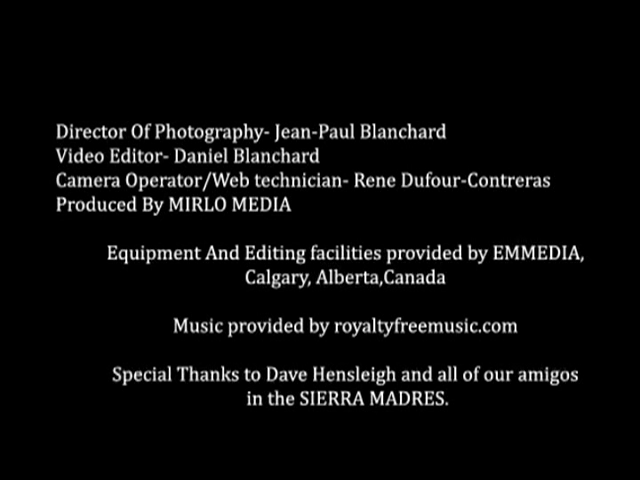 Director Of Photography- Jean-Paul Blanchard
Video Editor- Daniel Blanchard
Camera Operator/Web technician- Rene Dufour-Contreras
Produced By MIRLO MEDIA
Equipment And Editing facilities provided by EMMEDIA,
Calgary, Alberta,Canada
Music provided by royaltyfreemusic.com
Special Thanks to Dave Hensleigh and all of our amigos
in the SIERRA MADRES.